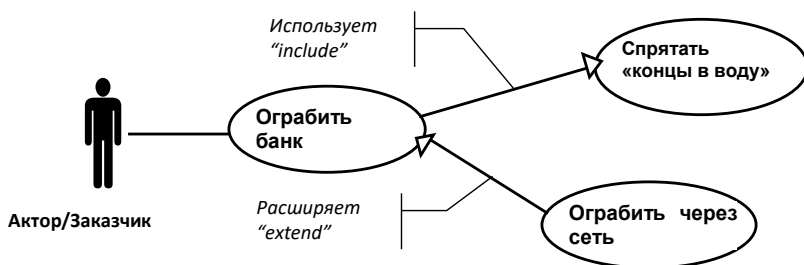 Использует
“include”
Спрятать
«концы в воду»
Ограбить
банк
Актор/Заказчик
Расширяет
“extend”
Ограбить через
сеть